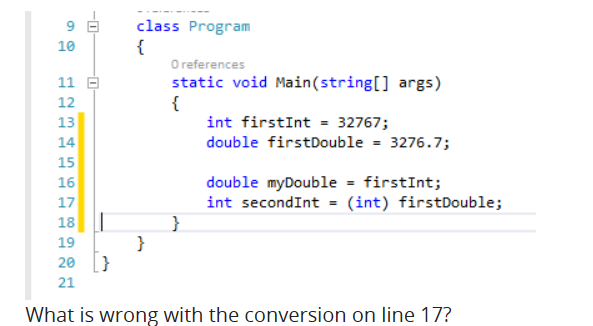 9 class Program
10 {
0 references
11 static void Main(string[] args)
12 {
13 int firstInt = 32767;
14 double firstDouble = 3276.7;
15
16 double myDouble = firstInt;
17 int secondInt = (int) firstDouble;
18 }
19 }
20 }
21
What is wrong with the conversion on line 17?